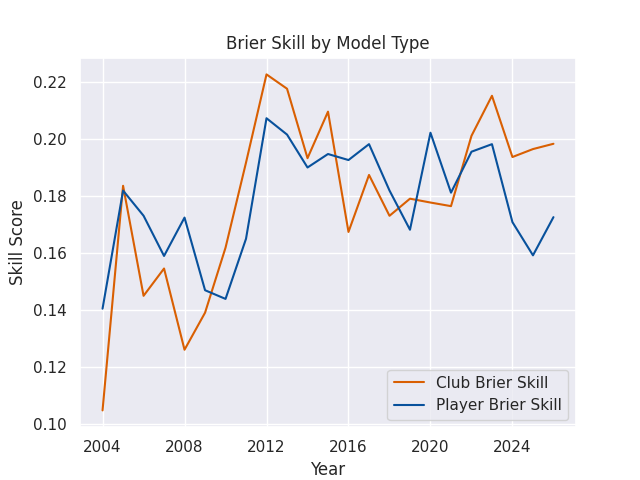 Brier Skill by Model Type
0.22
0.20
0.18
0.16
0.14
0.12
0.10
Skill Score
2004 2008 2012 2016 2020 2024
Year
Club Brier Skill
Player Brier Skill